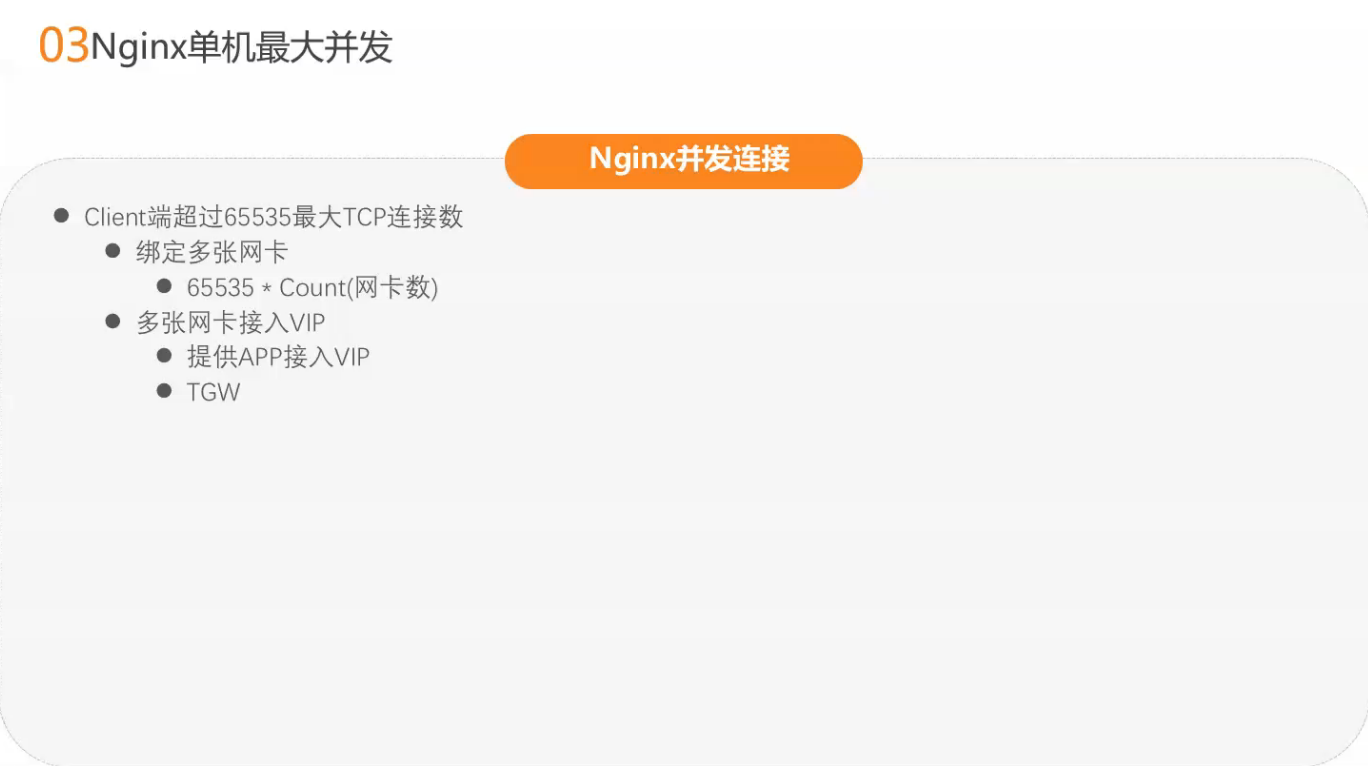 03Nginx单机最大并发
Nginx并发连接
● Client端超过65535最大TCP连接数
● 绑定多张网卡
● 65535 * Count(网卡数)
● 多张网卡接入VIP
● 提供APP接入VIP
● TGW